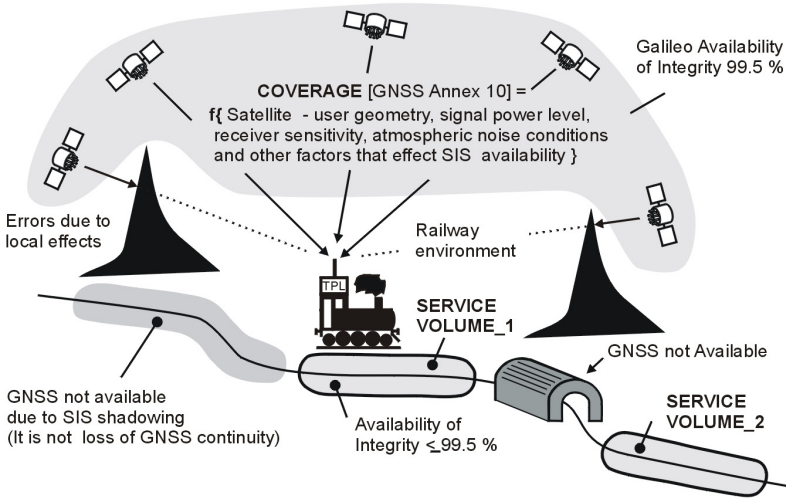 Galileo Availability
of Integrity 99.5 %
COVERAGE [GNSS Annex 10] =
f{ Satellite - user geometry, signal power level,
receiver sensitivity, atmospheric noise conditions
and other factors that effect SIS availability }
Errors due to
local effects
Railway
environment
TPL
SERVICE
VOLUME_1
GNSS not Available
GNSS not available
due to SIS shadowing
(It is not loss of GNSS continuity)
Availability of
Integrity ≤ 99.5 %
SERVICE
VOLUME_2